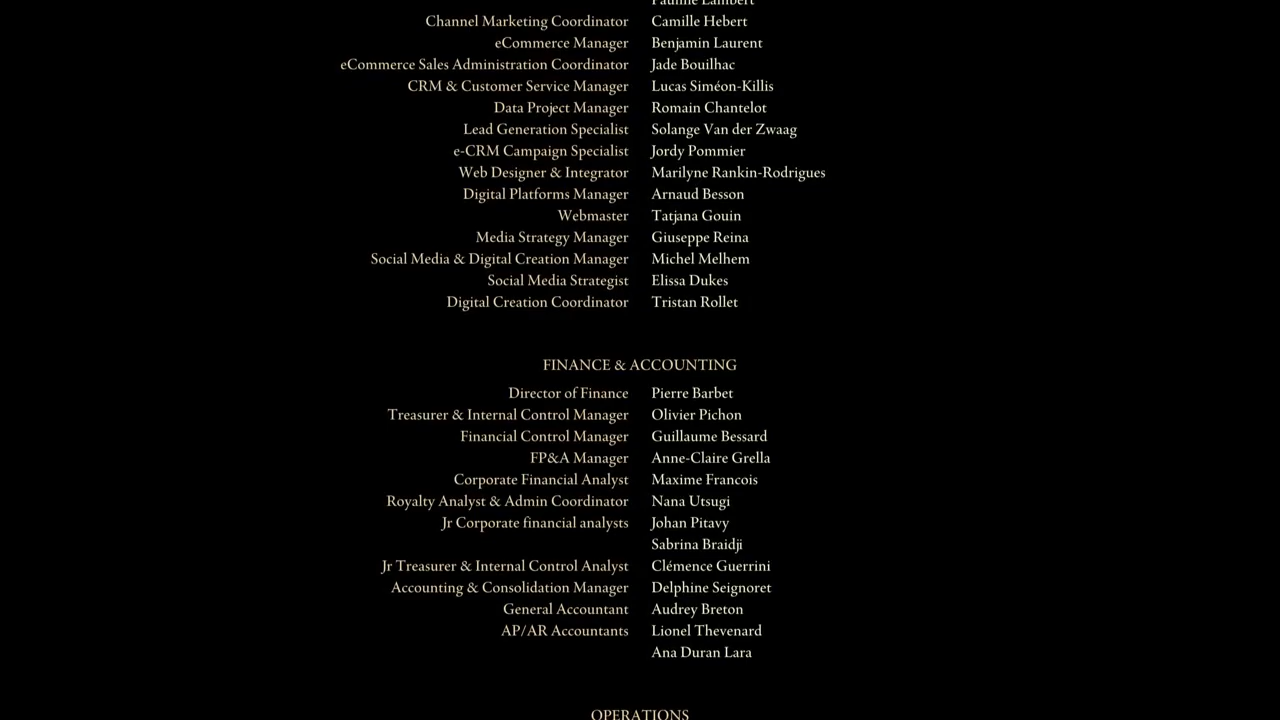 Pauline Lambert
Channel Marketing Coordinator Camille Hebert
eCommerce Manager Benjamin Laurent
eCommerce Sales Administration Coordinator Jade Bouilhac
CRM & Customer Service Manager Lucas Siméon-Killis
Data Project Manager Romain Chantelot
Lead Generation Specialist Solange Van der Zwaag
e-CRM Campaign Specialist Jordy Pommier
Web Designer & Integrator Marilyne Rankin-Rodrigues
Digital Platforms Manager Arnaud Besson
Webmaster Tatjana Gouin
Media Strategy Manager Giuseppe Reina
Social Media & Digital Creation Manager Michel Melhem
Social Media Strategist Elissa Dukes
Digital Creation Coordinator Tristan Rollet
FINANCE & ACCOUNTING
Director of Finance Pierre Barbet
Treasurer & Internal Control Manager Olivier Pichon
Financial Control Manager Guillaume Bessard
FP&A Manager Anne-Claire Grella
Corporate Financial Analyst Maxime Francois
Royalty Analyst & Admin Coordinator Nana Utsugi
Jr Corporate financial analysts Johan Pitavy
Sabrina Braidji
Jr Treasurer & Internal Control Analyst Clémence Guerrini
Accounting & Consolidation Manager Delphine Seignoret
General Accountant Audrey Breton
AP/AR Accountants Lionel Thevenard
Ana Duran Lara
OPERATIONS